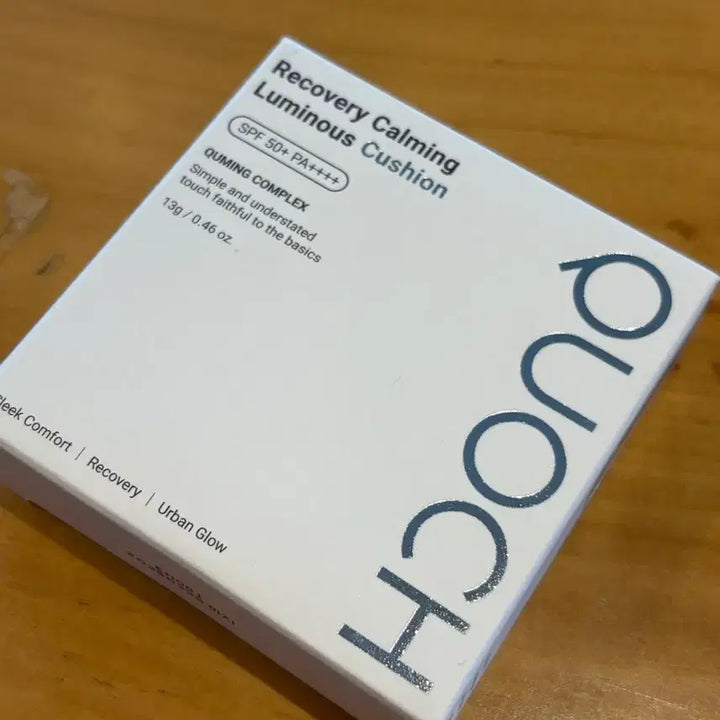 Recovery Calming
Luminous Cushion
SPF 50+ PA++++
QUMING COMPLEX
Simple and understated
touch faithful to the basics
13g / 0.46 oz.
QUOCH
Sleek Comfort | Recovery | Urban Glow